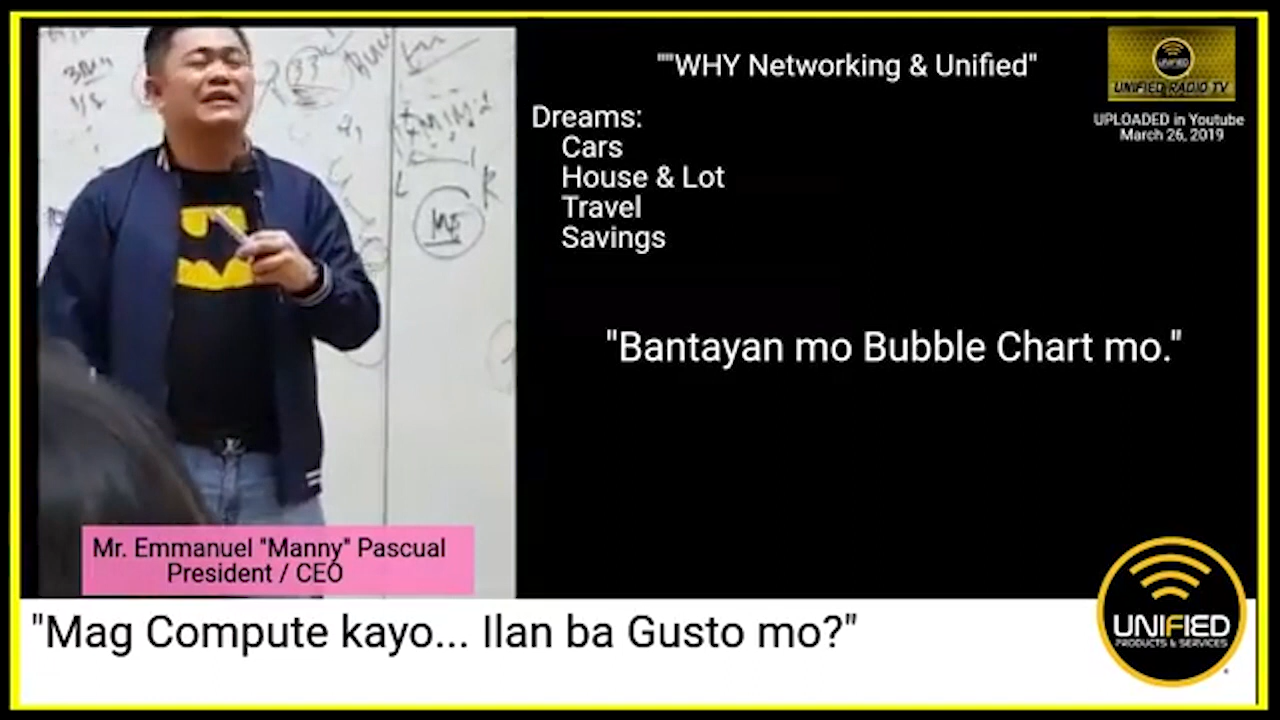 ""WHY Networking & Unified"
UNIFIED
UNIFIED RADIO TV
UPLOADED in Youtube
March 26, 2019
Dreams:
Cars
House & Lot
Travel
Savings
"Bantayan mo Bubble Chart mo."
33
L
R
Mr. Emmanuel "Manny" Pascual
President / CEO
"Mag Compute kayo... Ilan ba Gusto mo?"
UNIFIED
PRODUCTS & SERVICES